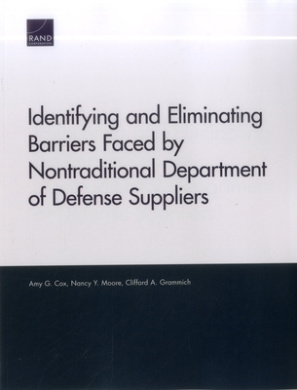 RAND
Identifying and Eliminating
Barriers Faced by
Nontraditional Department
of Defense Suppliers
Amy G. Cox, Nancy Y. Moore, Clifford A. Grammich